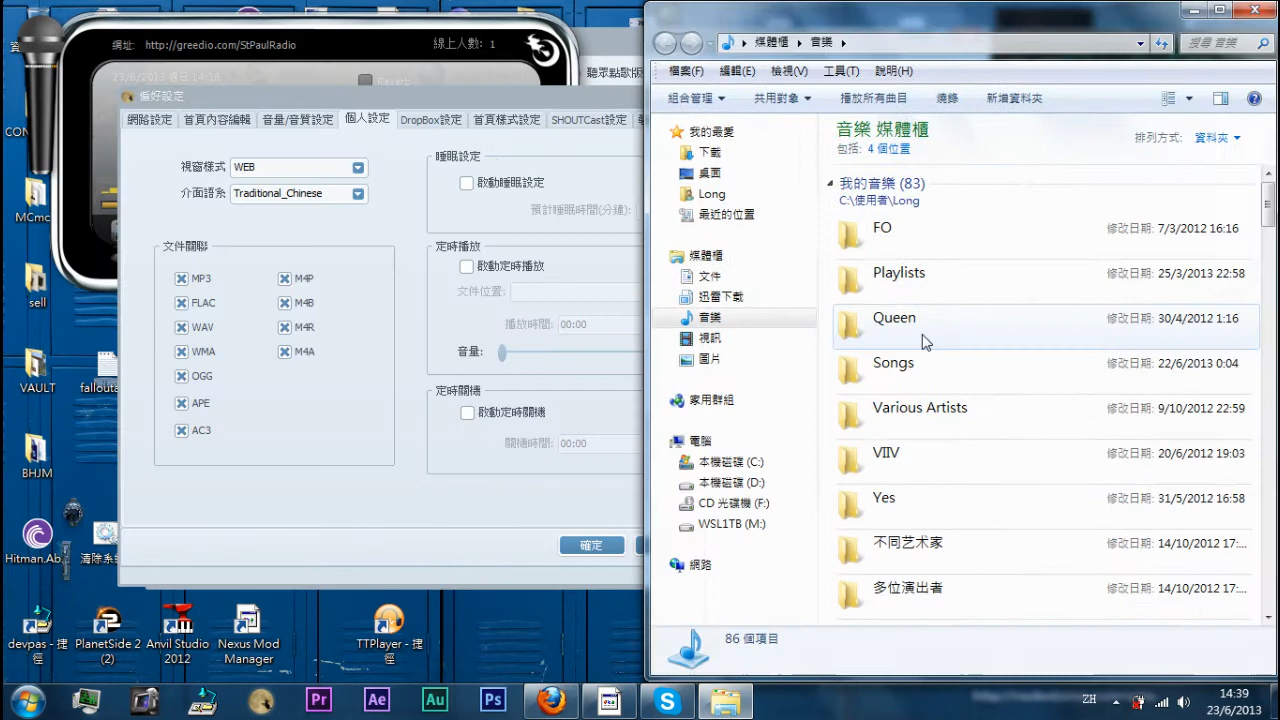 網址: http://greedio.com/StPaulRadio
線上人數: 1
23/6/2013 週日 14:38
Reverb
聽眾點歌版
偏好設定
網路設定
首頁內容編輯
音量/音質設定
個人設定
DropBox設定
首頁樣式設定
SHOUTCast設定
視窗樣式
WEB
介面語系
Traditional_Chinese
文件關聯
MP3
M4P
FLAC
M4B
WAV
M4R
WMA
M4A
OGG
APE
AC3
睡眠設定
啟動睡眠設定
預計睡眠時間(分鐘):
定時播放
啟動定時播放
文件位置:
播放時間: 00:00
音量:
定時關機
啟動定時關機
關機時間: 00:00
確定
媒體櫃
音樂
搜尋 音樂
檔案(F)
編輯(E)
檢視(V)
工具(T)
說明(H)
組合管理
共用對象
播放所有曲目
燒錄
新增資料夾
我的最愛
下載
桌面
Long
最近的位置
媒體櫃
文件
迅雷下載
音樂
視訊
圖片
家用群組
電腦
本機磁碟 (C:)
本機磁碟 (D:)
CD 光碟機 (F:)
WSL1TB (M:)
網路
音樂 媒體櫃
包括: 4 個位置
排列方式: 資料夾
我的音樂 (83)
C:\使用者\Long
FO
修改日期: 7/3/2012 16:16
Playlists
修改日期: 25/3/2013 22:58
Queen
修改日期: 30/4/2012 1:16
Songs
修改日期: 22/6/2013 0:04
Various Artists
修改日期: 9/10/2012 22:59
VIIV
修改日期: 20/6/2013 19:03
Yes
修改日期: 31/5/2012 16:58
不同艺术家
修改日期: 14/10/2012 17:...
多位演出者
修改日期: 14/10/2012 17:...
86 個項目
MCmc
sell
VAULT
fallout
BHJM
Hitman.Ab
清除系統
devpas - 捷徑
PlanetSide 2 (2)
Anvil Studio 2012
Nexus Mod Manager
TTPlayer - 捷徑
Pr
Ae
Au
Ps
ZH
14:39
23/6/2013